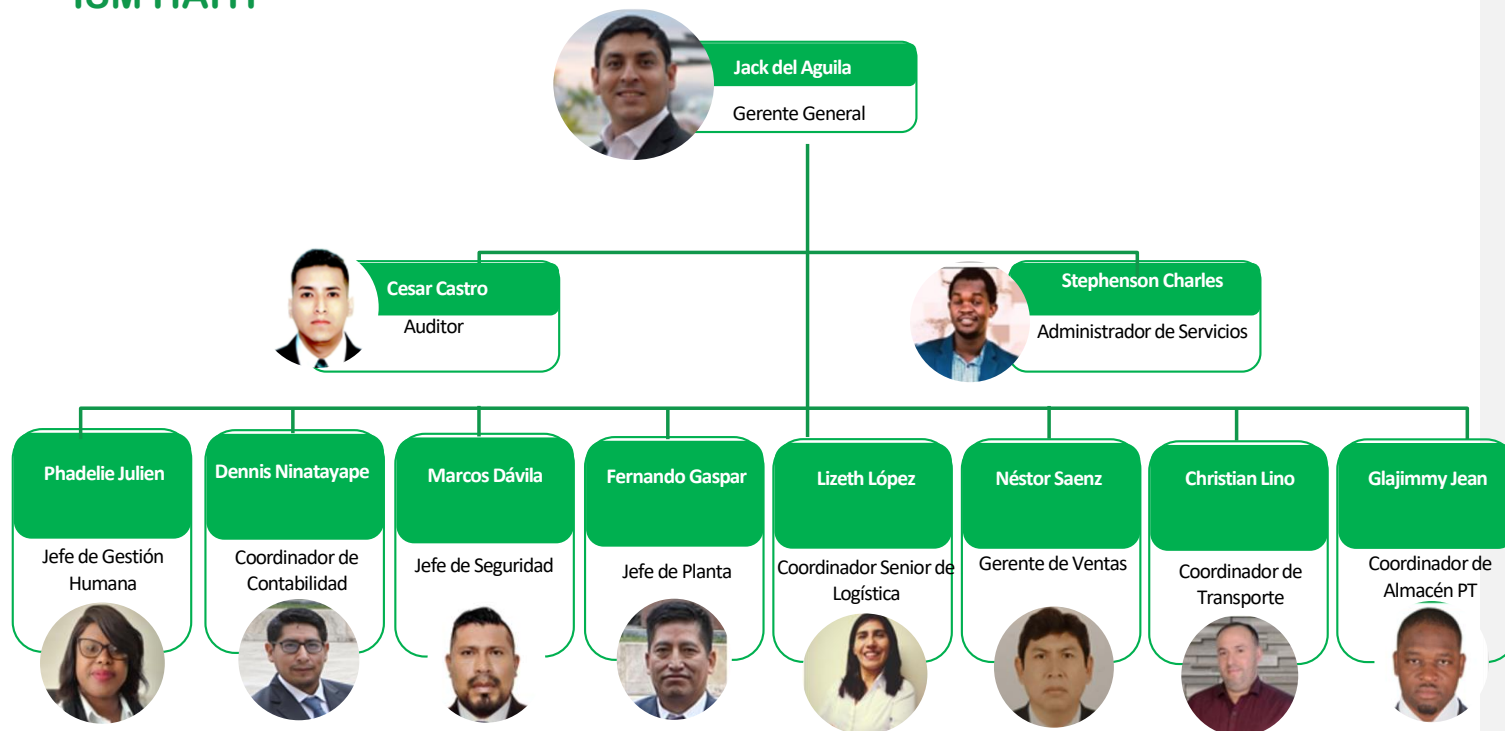 ISM HAITI
Jack del Aguila
Gerente General
Cesar Castro
Auditor
Stephenson Charles
Administrador de Servicios
Phadelie Julien
Jefe de Gestión
Humana
Dennis Ninatayape
Coordinador de
Contabilidad
Marcos Dávila
Jefe de Seguridad
Fernando Gaspar
Jefe de Planta
Lizeth López
Coordinador Senior de
Logística
Néstor Saenz
Gerente de Ventas
Christian Lino
Coordinador de
Transporte
Glajimmy Jean
Coordinador de
Almacén PT